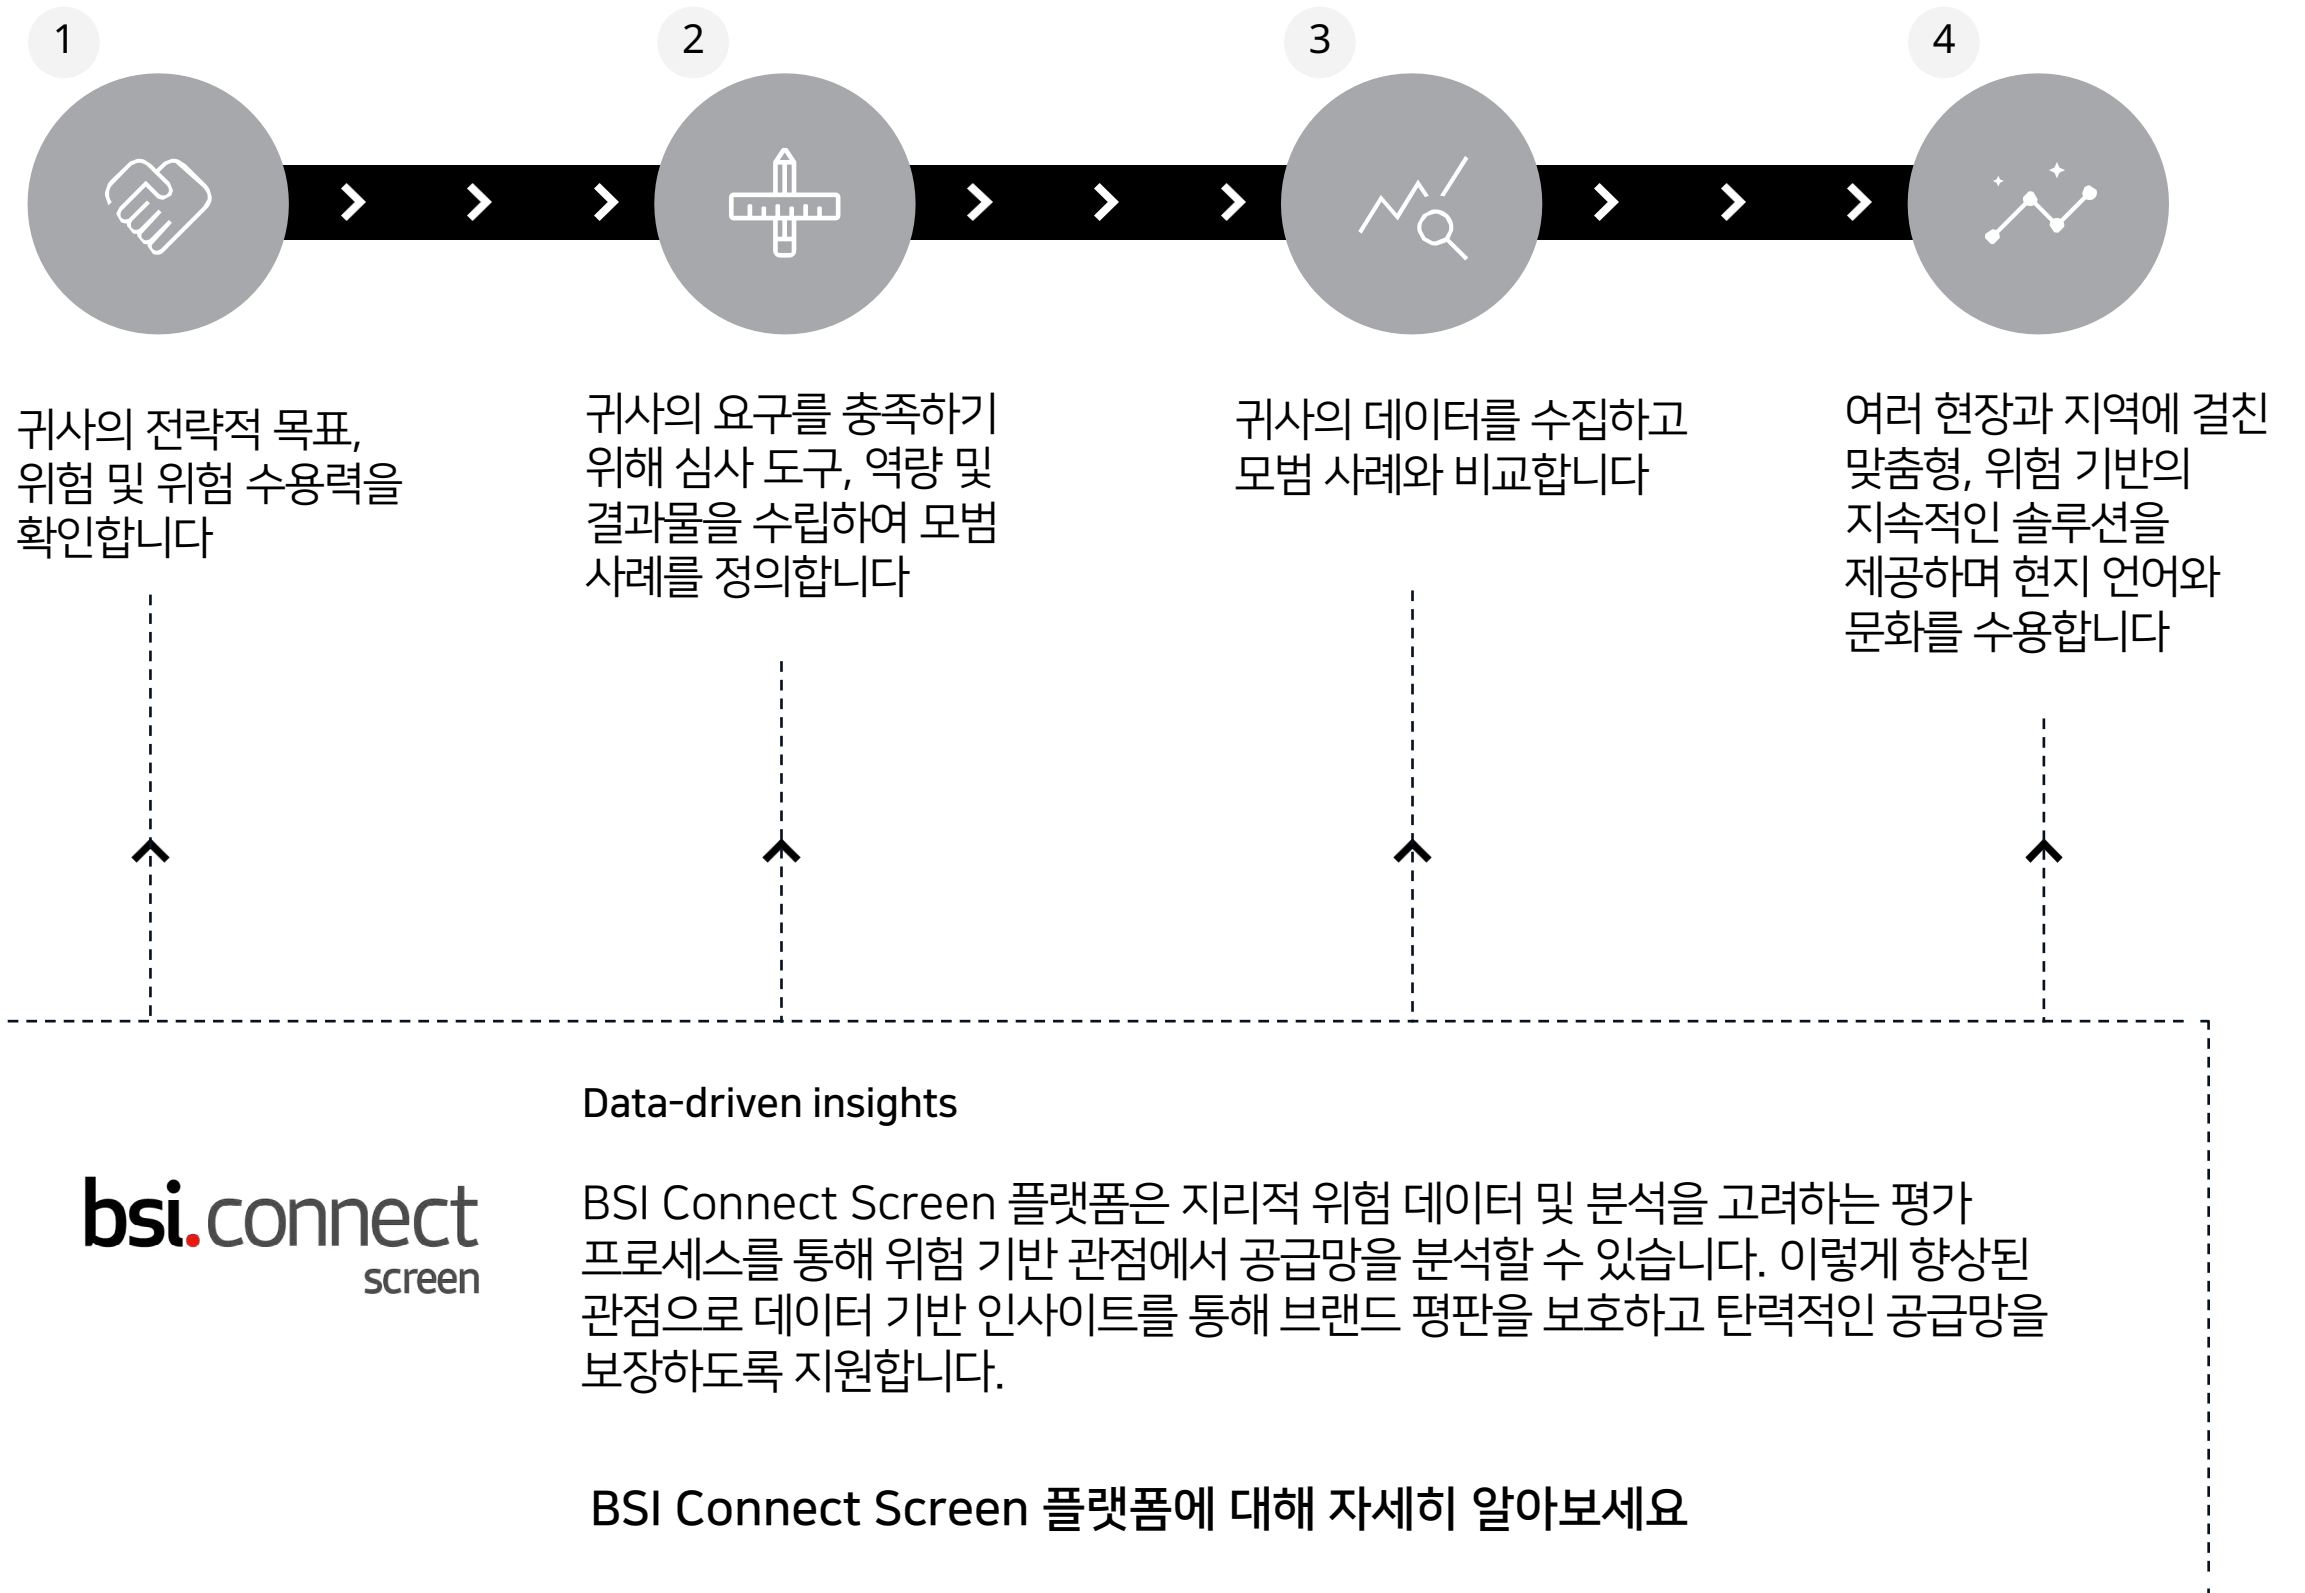 1
2
3
4
귀사의 전략적 목표,
위험 및 위험 수용력을
확인합니다
귀사의 요구를 충족하기
위해 심사 도구, 역량 및
결과물을 수립하여 모범
사례를 정의합니다
귀사의 데이터를 수집하고
모범 사례와 비교합니다
여러 현장과 지역에 걸친
맞춤형, 위험 기반의
지속적인 솔루션을
제공하며 현지 언어와
문화를 수용합니다
bsi.connect
screen
Data-driven insights
BSI Connect Screen 플랫폼은 지리적 위험 데이터 및 분석을 고려하는 평가
프로세스를 통해 위험 기반 관점에서 공급망을 분석할 수 있습니다. 이렇게 향상된
관점으로 데이터 기반 인사이트를 통해 브랜드 평판을 보호하고 탄력적인 공급망을
보장하도록 지원합니다.
BSI Connect Screen 플랫폼에 대해 자세히 알아보세요